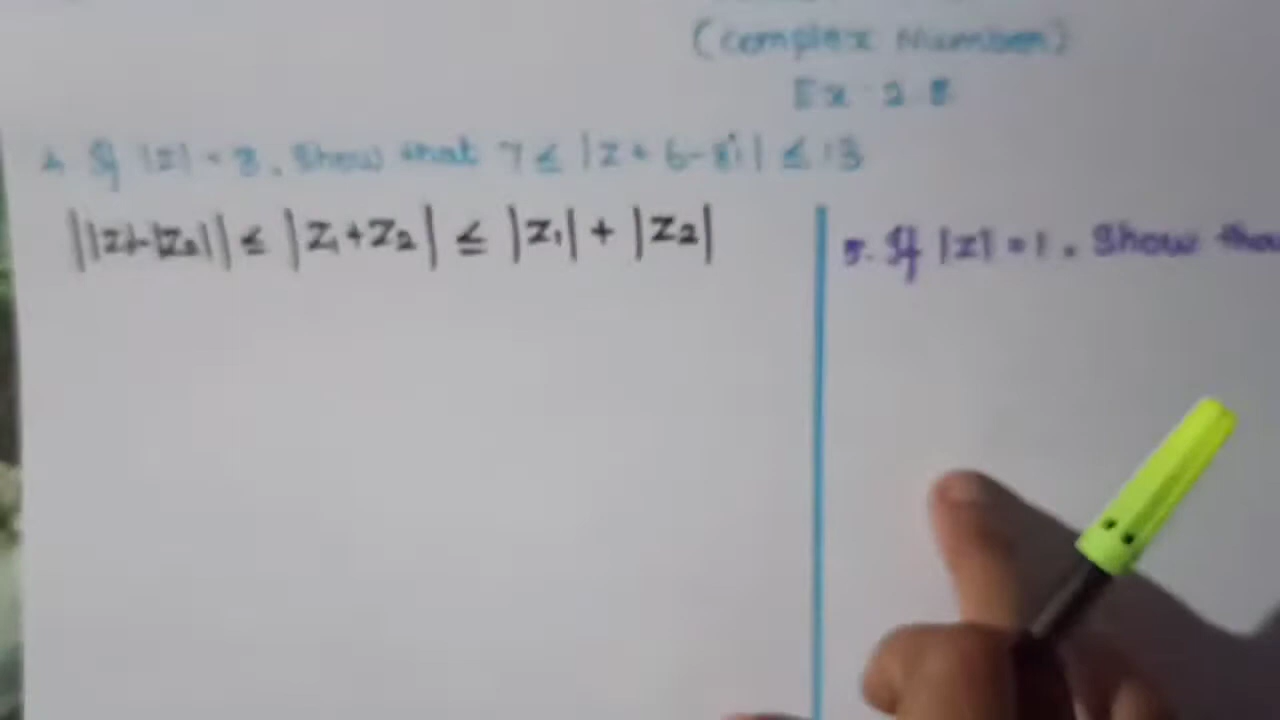 (complex Number)
Ex 2.5
4. If |z| = 3, Show that 7 ≤ |z + 6 - 8i| ≤ 13
||z₁|-|z₂|| ≤ |z₁+z₂| ≤ |z₁| + |z₂|
5. If |z| = 1, Show